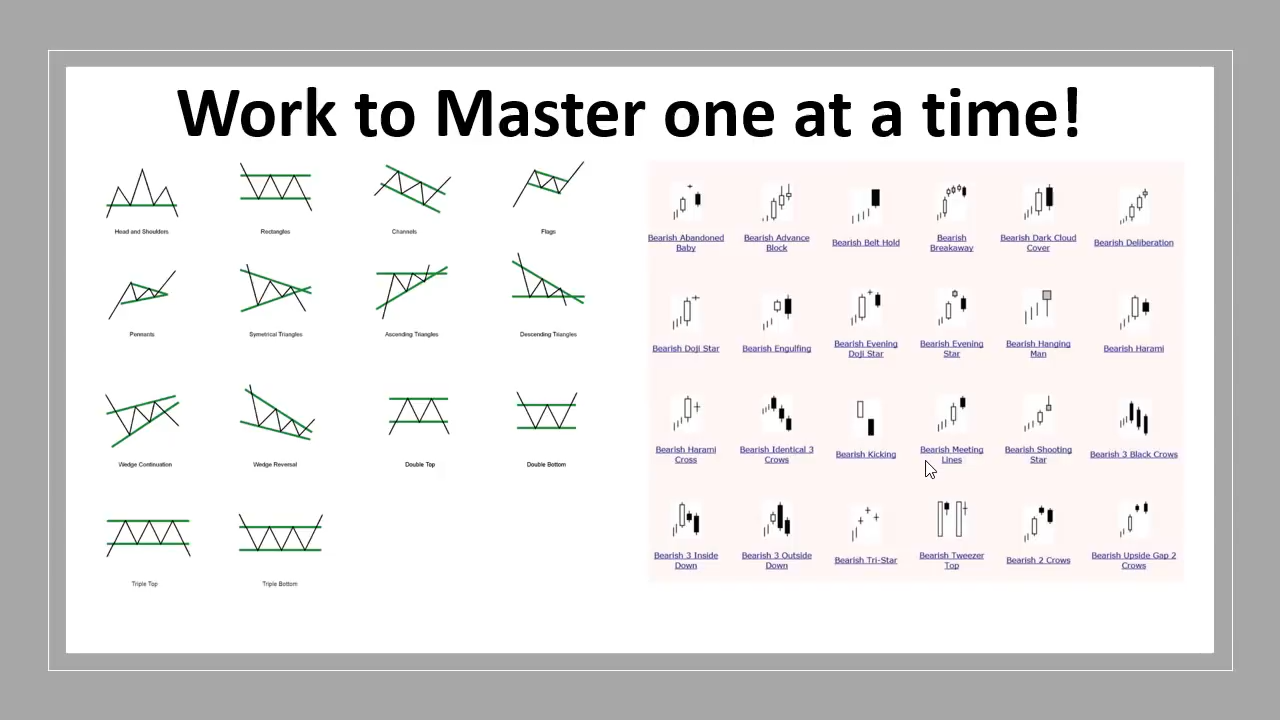 Work to Master one at a time!
Head and Shoulders
Rectangles
Channels
Flags
Pennants
Symetrical Triangles
Ascending Triangles
Descending Triangles
Wedge Continuation
Wedge Reversal
Double Top
Double Bottom
Triple Top
Triple Bottom
Bearish Abandoned
Baby
Bearish Advance
Block
Bearish Belt Hold
Bearish
Breakaway
Bearish Dark Cloud
Cover
Bearish Deliberation
Bearish Doji Star
Bearish Engulfing
Bearish Evening
Doji Star
Bearish Evening
Star
Bearish Hanging
Man
Bearish Harami
Bearish Harami
Cross
Bearish Identical 3
Crows
Bearish Kicking
Bearish Meeting
Lines
Bearish Shooting
Star
Bearish 3 Black Crows
Bearish 3 Inside
Down
Bearish 3 Outside
Down
Bearish Tri-Star
Bearish Tweezer
Top
Bearish 2 Crows
Bearish Upside Gap 2
Crows